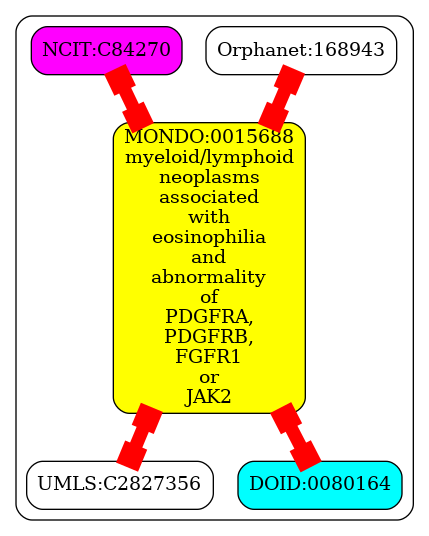 NCIT:C84270
Orphanet:168943
MONDO:0015688
myeloid/lymphoid
neoplasms
associated
with
eosinophilia
and
abnormality
of
PDGFRA,
PDGFRB,
FGFR1
or
JAK2
UMLS:C2827356
DOID:0080164